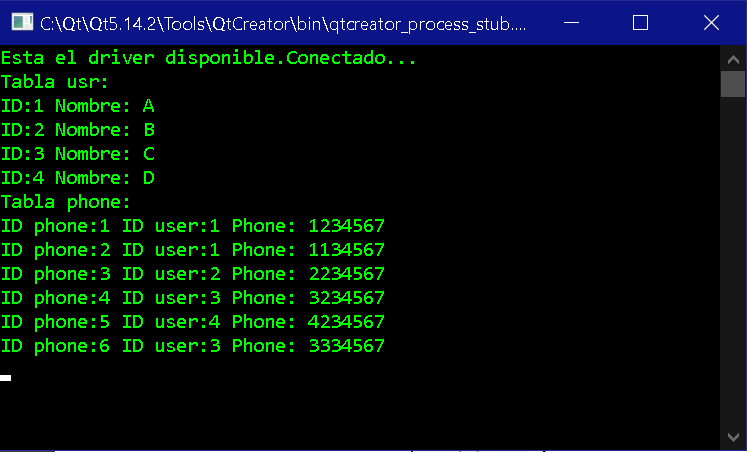 C:\Qt\Qt5.14.2\Tools\QtCreator\bin\qtcreator_process_stub....
Esta el driver disponible.Conectado...
Tabla usr:
ID:1 Nombre: A
ID:2 Nombre: B
ID:3 Nombre: C
ID:4 Nombre: D
Tabla phone:
ID phone:1 ID user:1 Phone: 1234567
ID phone:2 ID user:1 Phone: 1134567
ID phone:3 ID user:2 Phone: 2234567
ID phone:4 ID user:3 Phone: 3234567
ID phone:5 ID user:4 Phone: 4234567
ID phone:6 ID user:3 Phone: 3334567